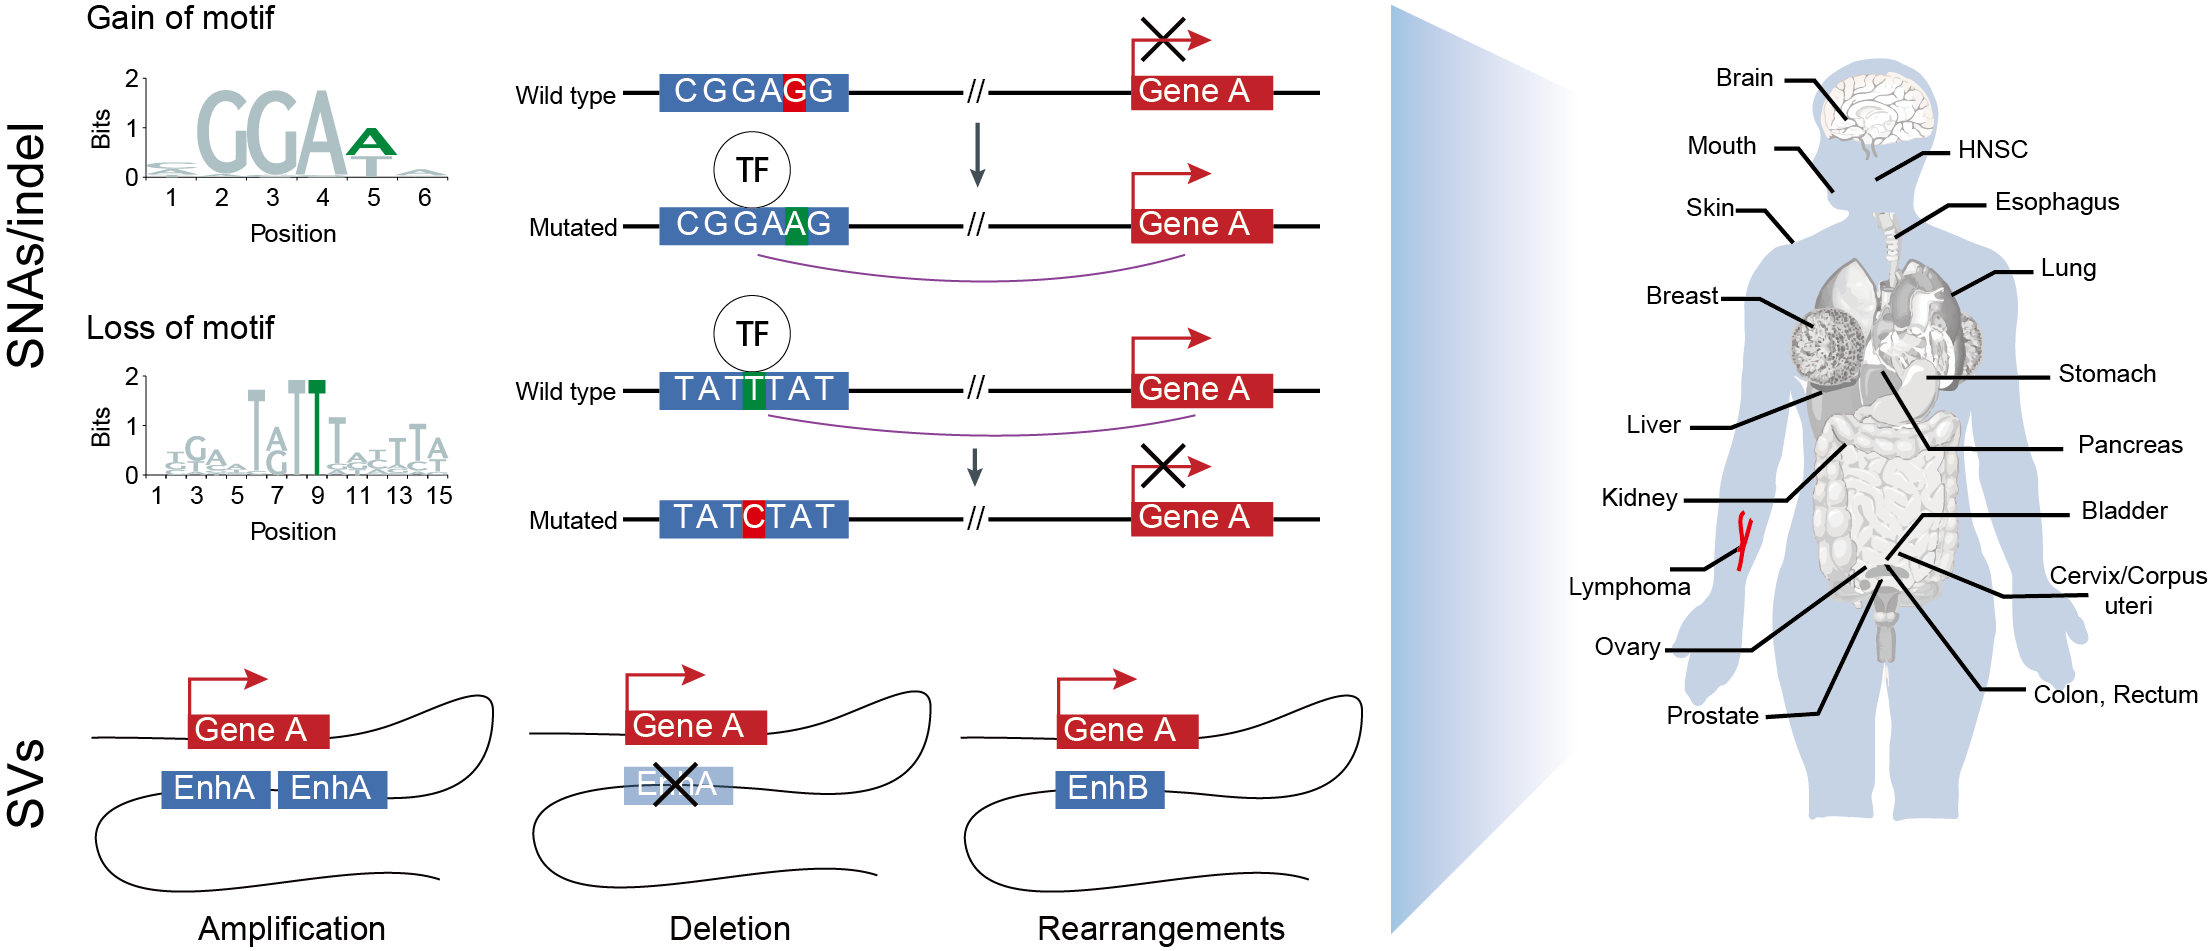 SNAs/indel
Gain of motif
2
1
0
Bits
GGAA
T
1 2 3 4 5 6
Position
Wild type
CGGAGG
//
Gene A
TF
Mutated
CGGAAG
//
Gene A
Loss of motif
2
1
0
Bits
1 3 5 7 9 11 13 15
Position
TF
Wild type
TATTTAT
//
Gene A
Mutated
TATCTAT
//
Gene A
SVs
Gene A
EnhA EnhA
Amplification
Gene A
EnhA
Deletion
Gene A
EnhB
Rearrangements
Brain
Mouth
HNSC
Skin
Esophagus
Lung
Breast
Stomach
Liver
Pancreas
Kidney
Bladder
Lymphoma
Cervix/Corpus
uteri
Ovary
Colon, Rectum
Prostate